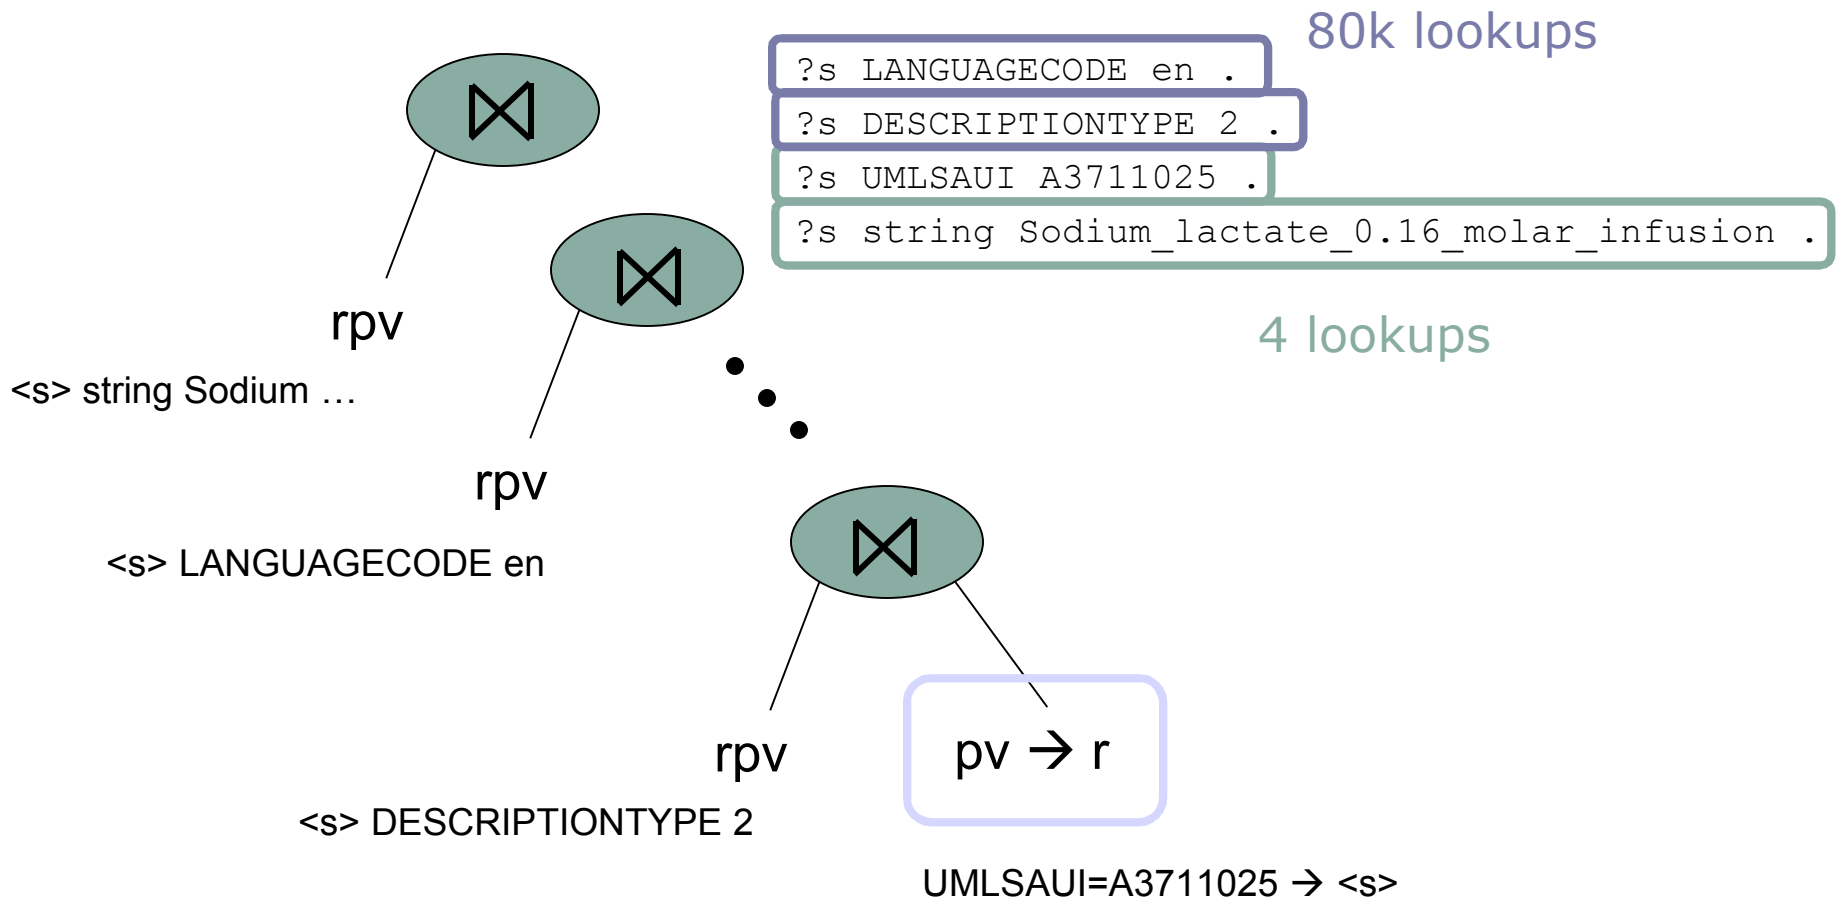 80k lookups
?s LANGUAGECODE en .
?s DESCRIPTIONTYPE 2 .
?s UMLSAUI A3711025 .
?s string Sodium_lactate_0.16_molar_infusion .
4 lookups
⋈
rpv
<s> string Sodium …
⋈
rpv
<s> LANGUAGECODE en
⋈
rpv
<s> DESCRIPTIONTYPE 2
pv → r
UMLSAUI=A3711025 → <s>